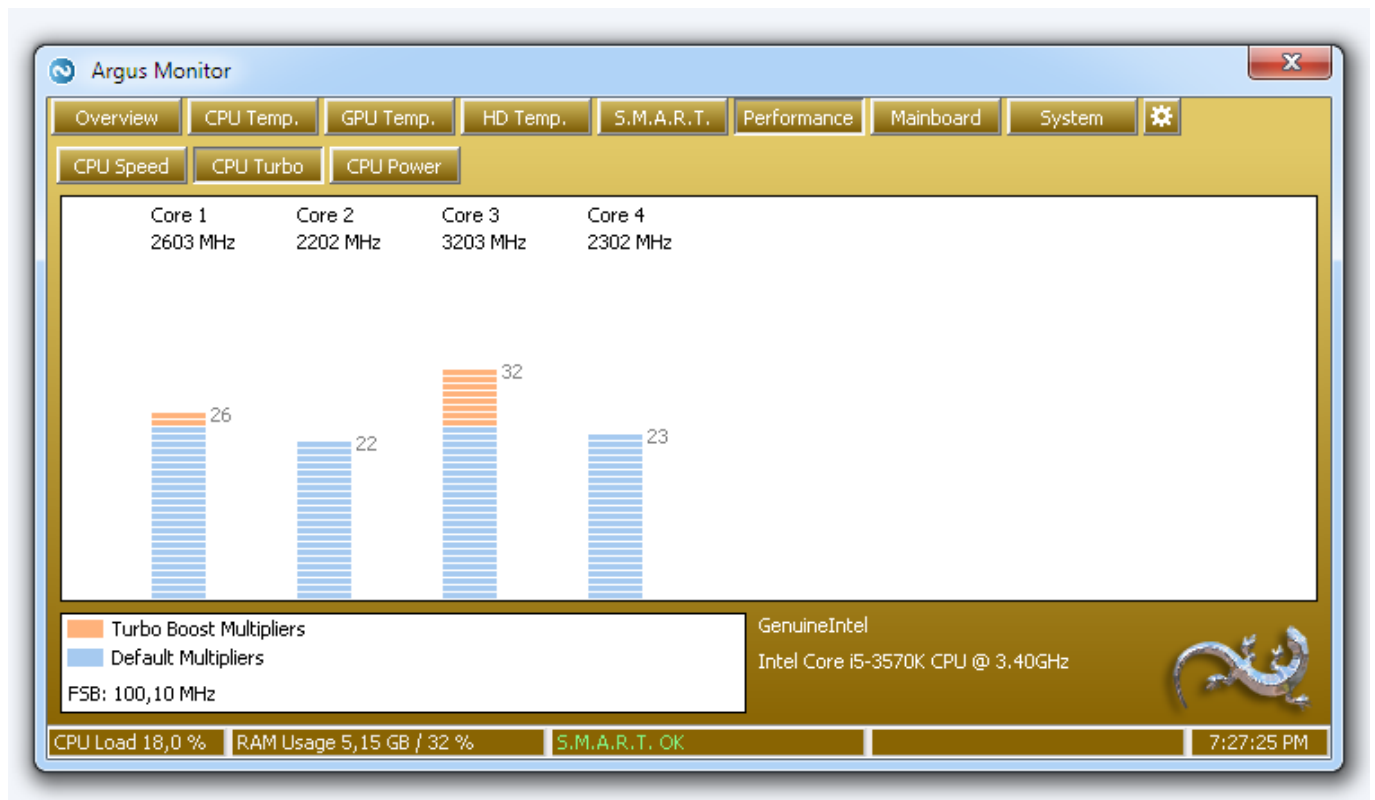 Argus Monitor
Overview CPU Temp. GPU Temp. HD Temp. S.M.A.R.T. Performance Mainboard System
CPU Speed CPU Turbo CPU Power
Core 1 Core 2 Core 3 Core 4
2603 MHz 2202 MHz 3203 MHz 2302 MHz
32
26
23
22
Turbo Boost Multipliers
Default Multipliers
FSB: 100,10 MHz
GenuineIntel
Intel Core i5-3570K CPU @ 3.40GHz
CPU Load 18,0 % RAM Usage 5,15 GB / 32 % S.M.A.R.T. OK 7:27:25 PM